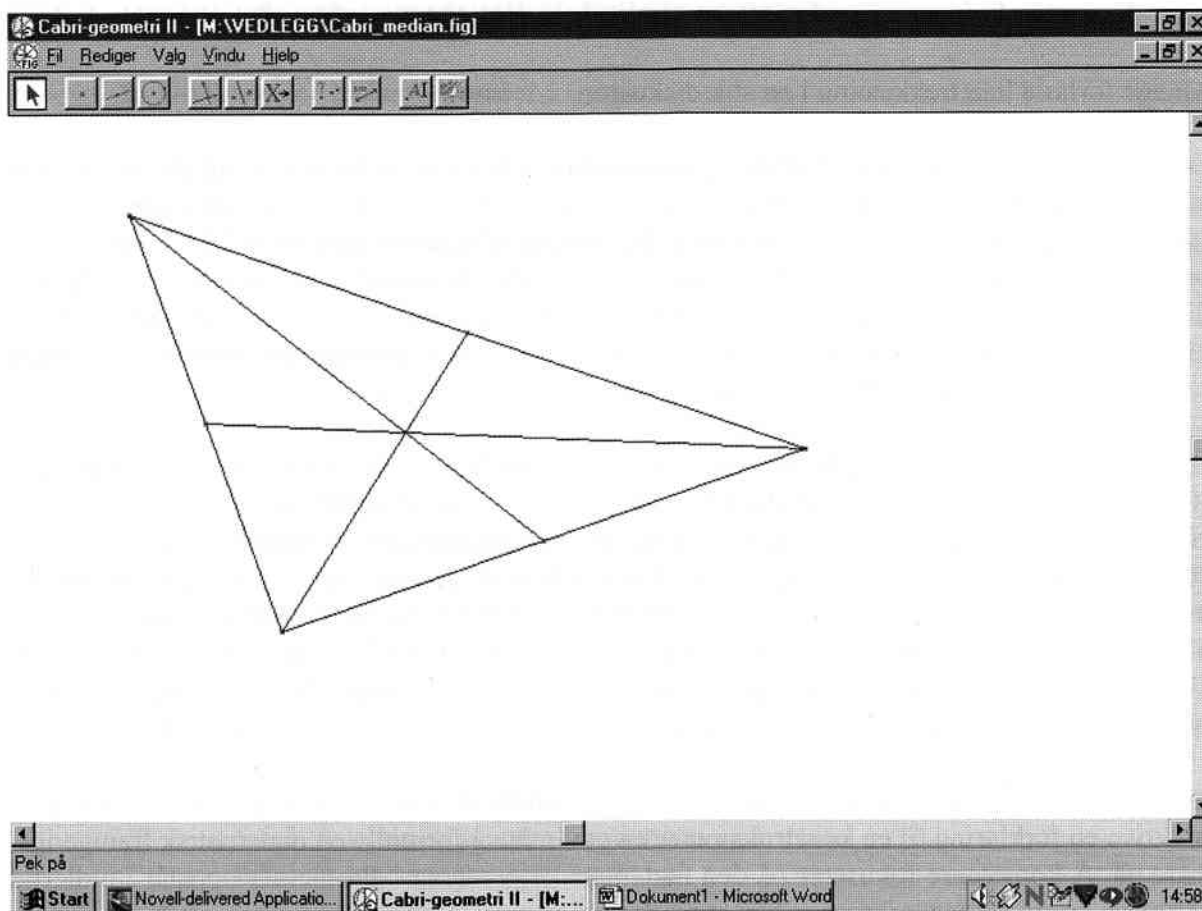 Cabri-geometri II - [M:\VEDLEGG\Cabri_median.fig]
Fil Rediger Valg Vindu Hjelp
Pek på
Start Novell-delivered Applicatio... Cabri-geometri II - [M:... Dokument1 - Microsoft Word 14:58